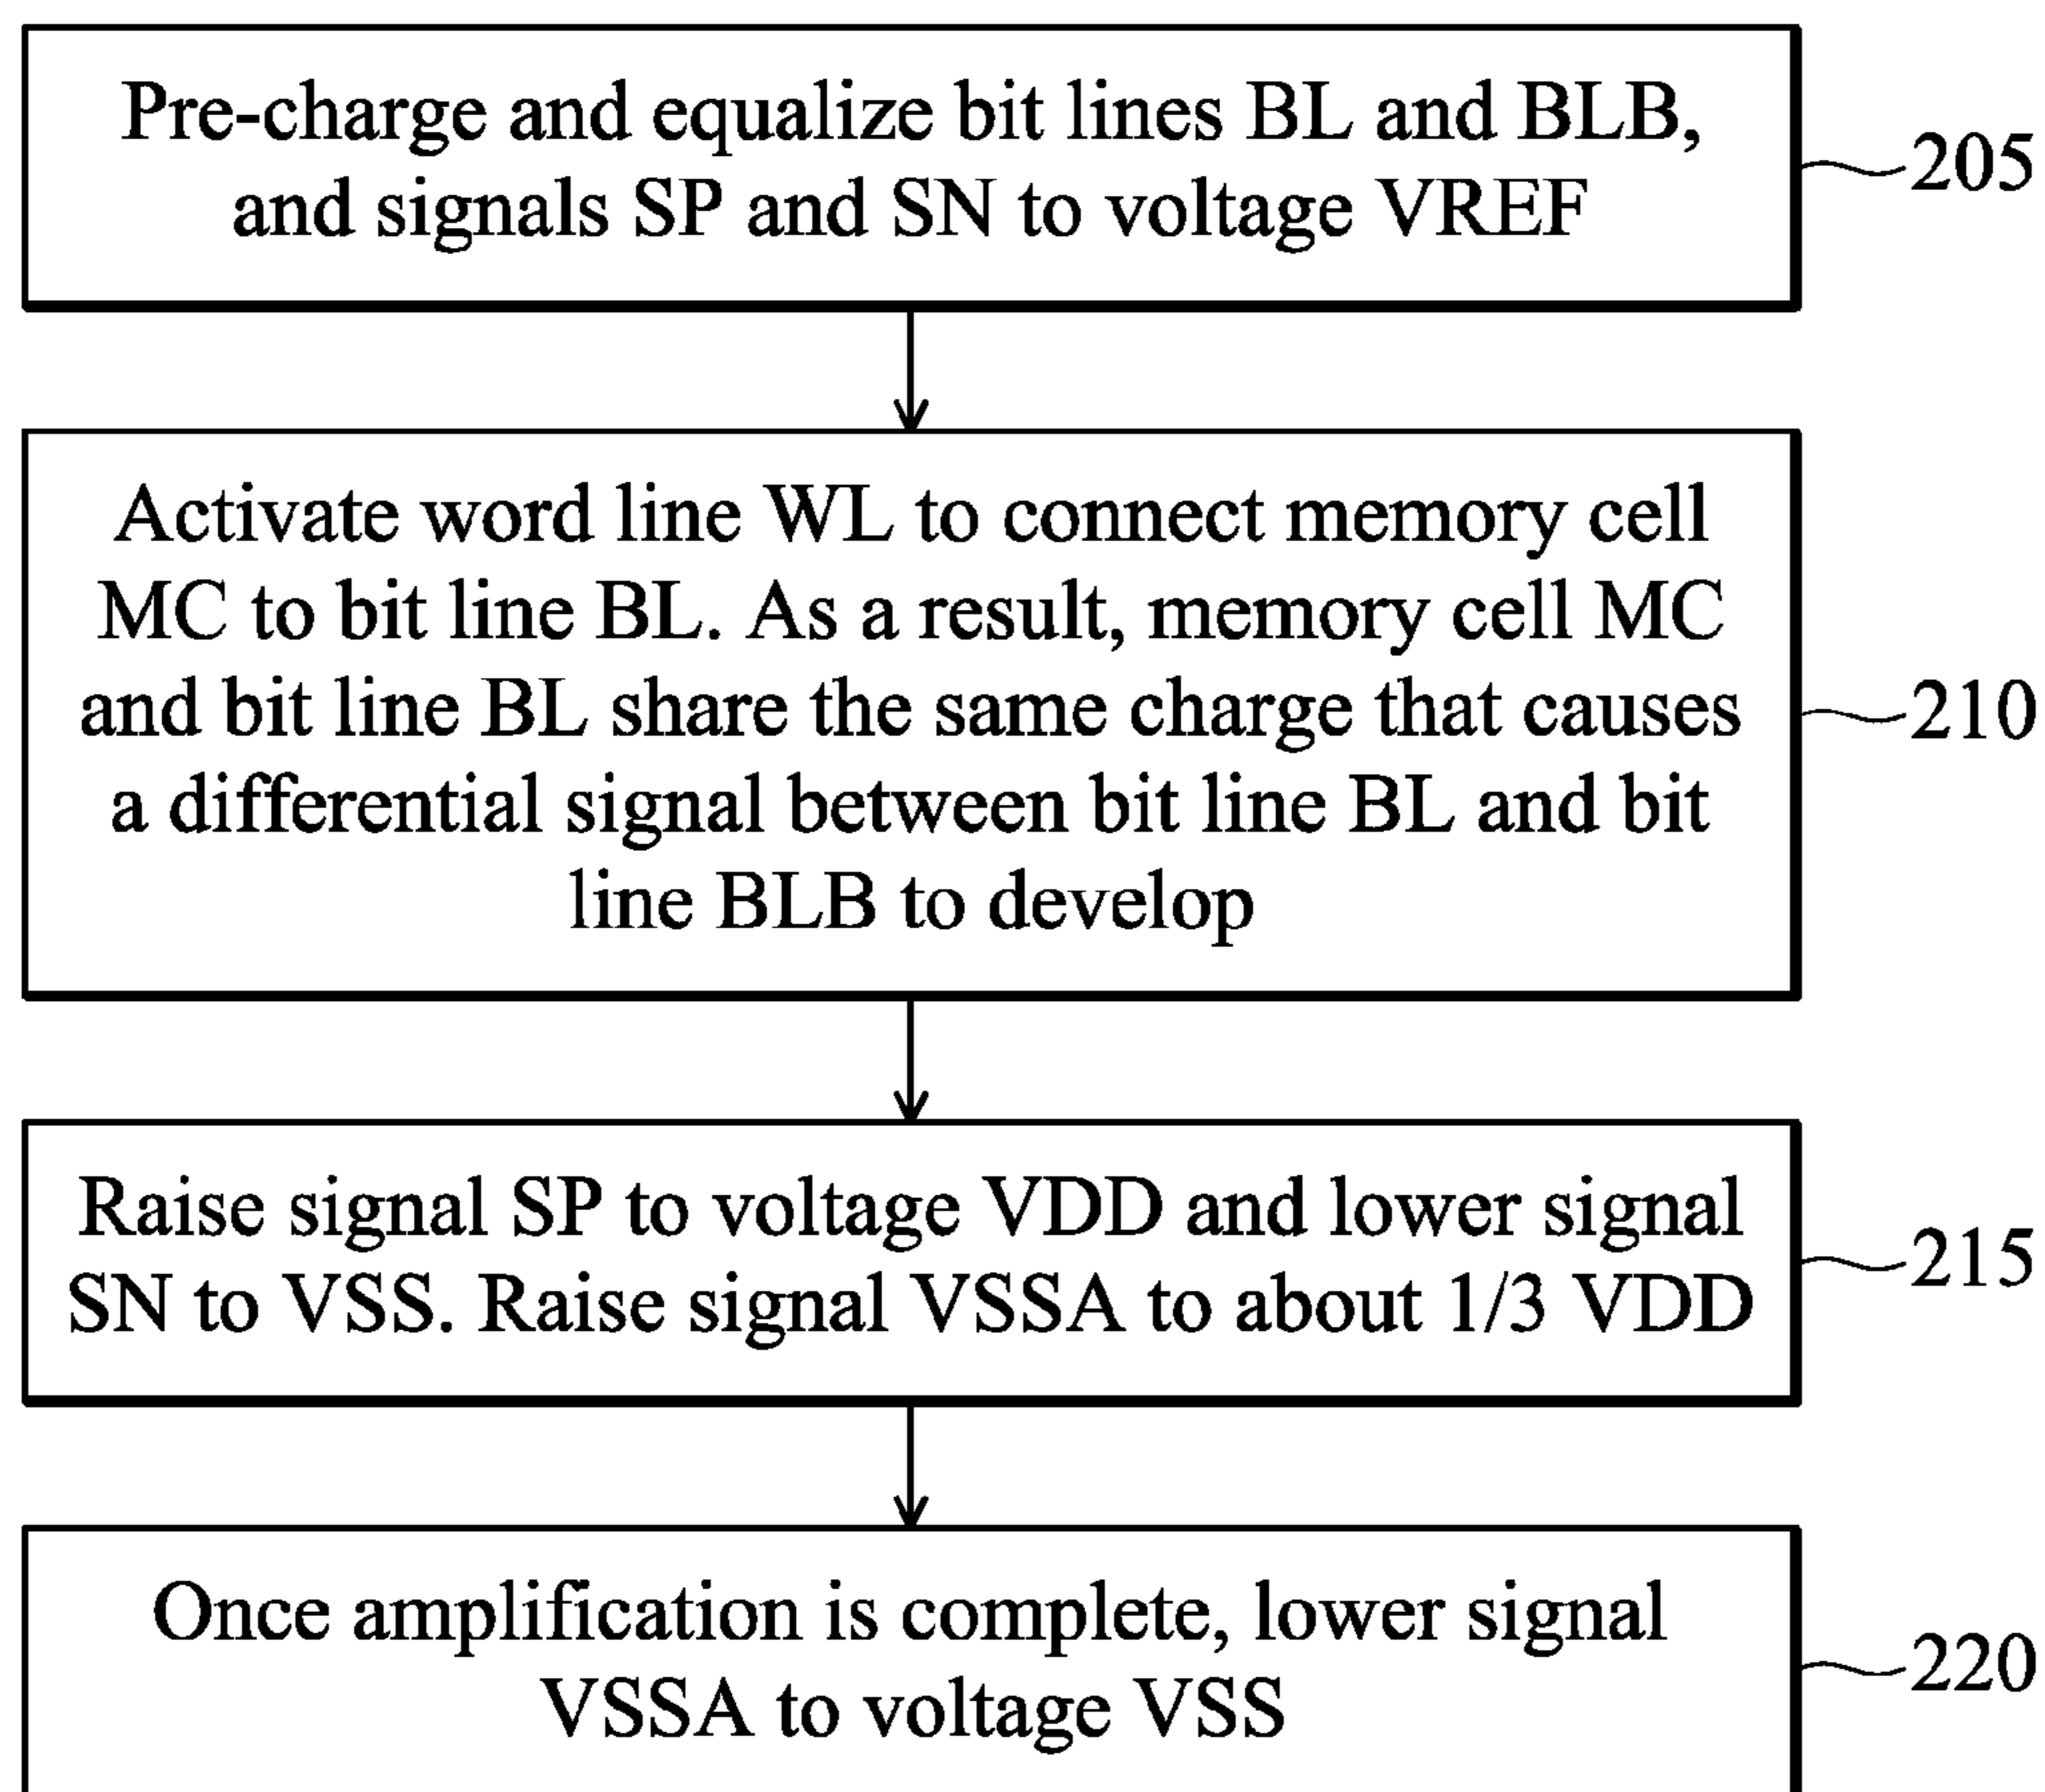 Pre-charge and equalize bit lines BL and BLB,
and signals SP and SN to voltage VREF
205
Activate word line WL to connect memory cell
MC to bit line BL. As a result, memory cell MC
and bit line BL share the same charge that causes
a differential signal between bit line BL and bit
line BLB to develop
210
Raise signal SP to voltage VDD and lower signal
SN to VSS. Raise signal VSSA to about 1/3 VDD
215
Once amplification is complete, lower signal
VSSA to voltage VSS
220